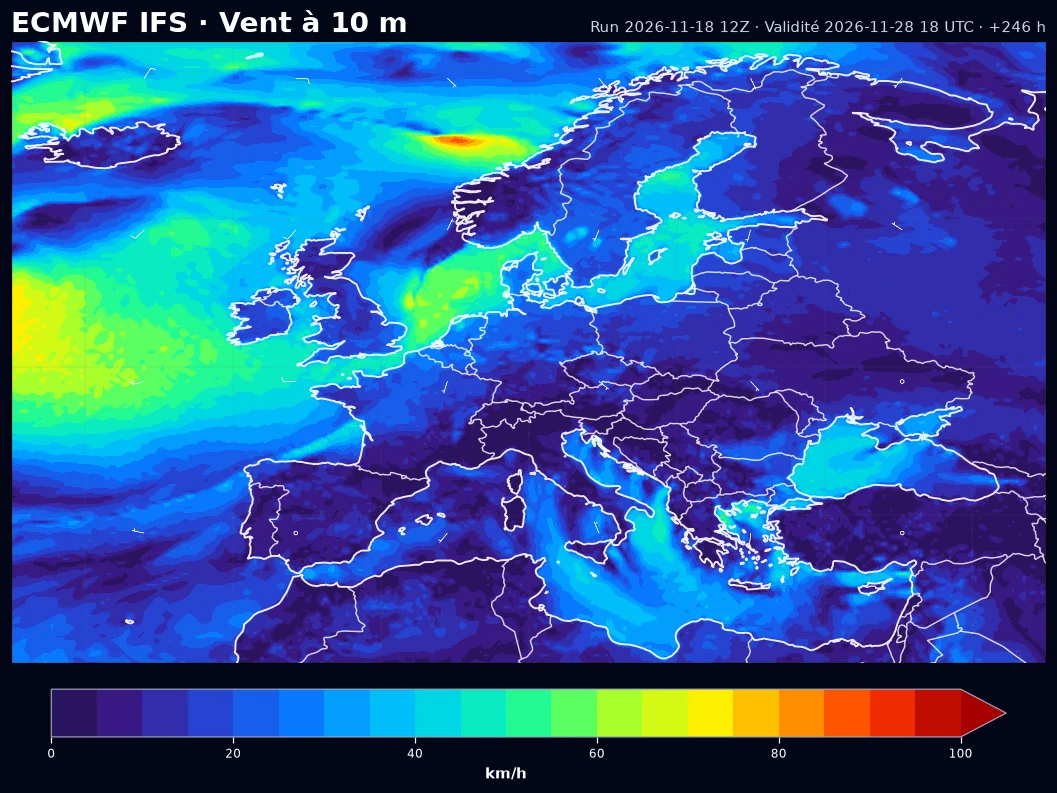 ECMWF IFS · Vent à 10 m
Run 2026-11-18 12Z · Validité 2026-11-28 18 UTC · +246 h
0 20 40 60 80 100
km/h